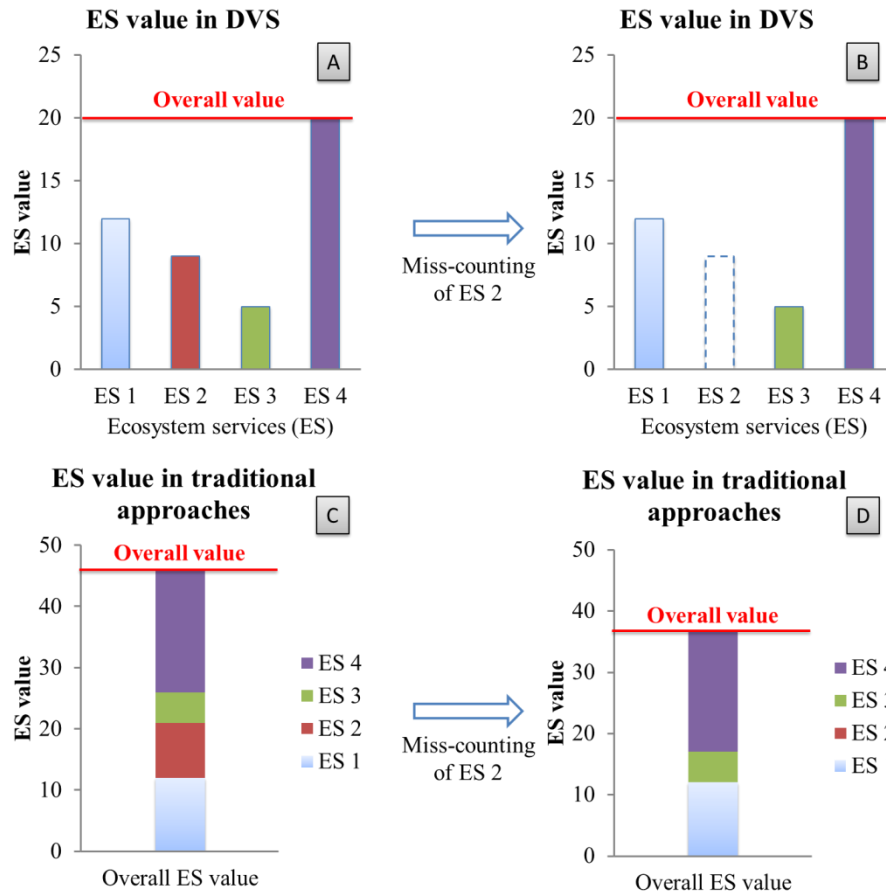 ES value in DVS
A
25
20
15
10
5
0
ES value
Overall value
ES 1 ES 2 ES 3 ES 4
Ecosystem services (ES)
Miss-counting
of ES 2
ES value in DVS
B
25
20
15
10
5
0
ES value
Overall value
ES 1 ES 2 ES 3 ES 4
Ecosystem services (ES)
ES value in traditional
approaches
C
50
40
30
20
10
0
ES value
Overall value
ES 4
ES 3
ES 2
ES 1
Overall ES value
Miss-counting
of ES 2
ES value in traditional
approaches
D
50
40
30
20
10
0
ES value
Overall value
ES 4
ES
ES
ES
Overall ES value